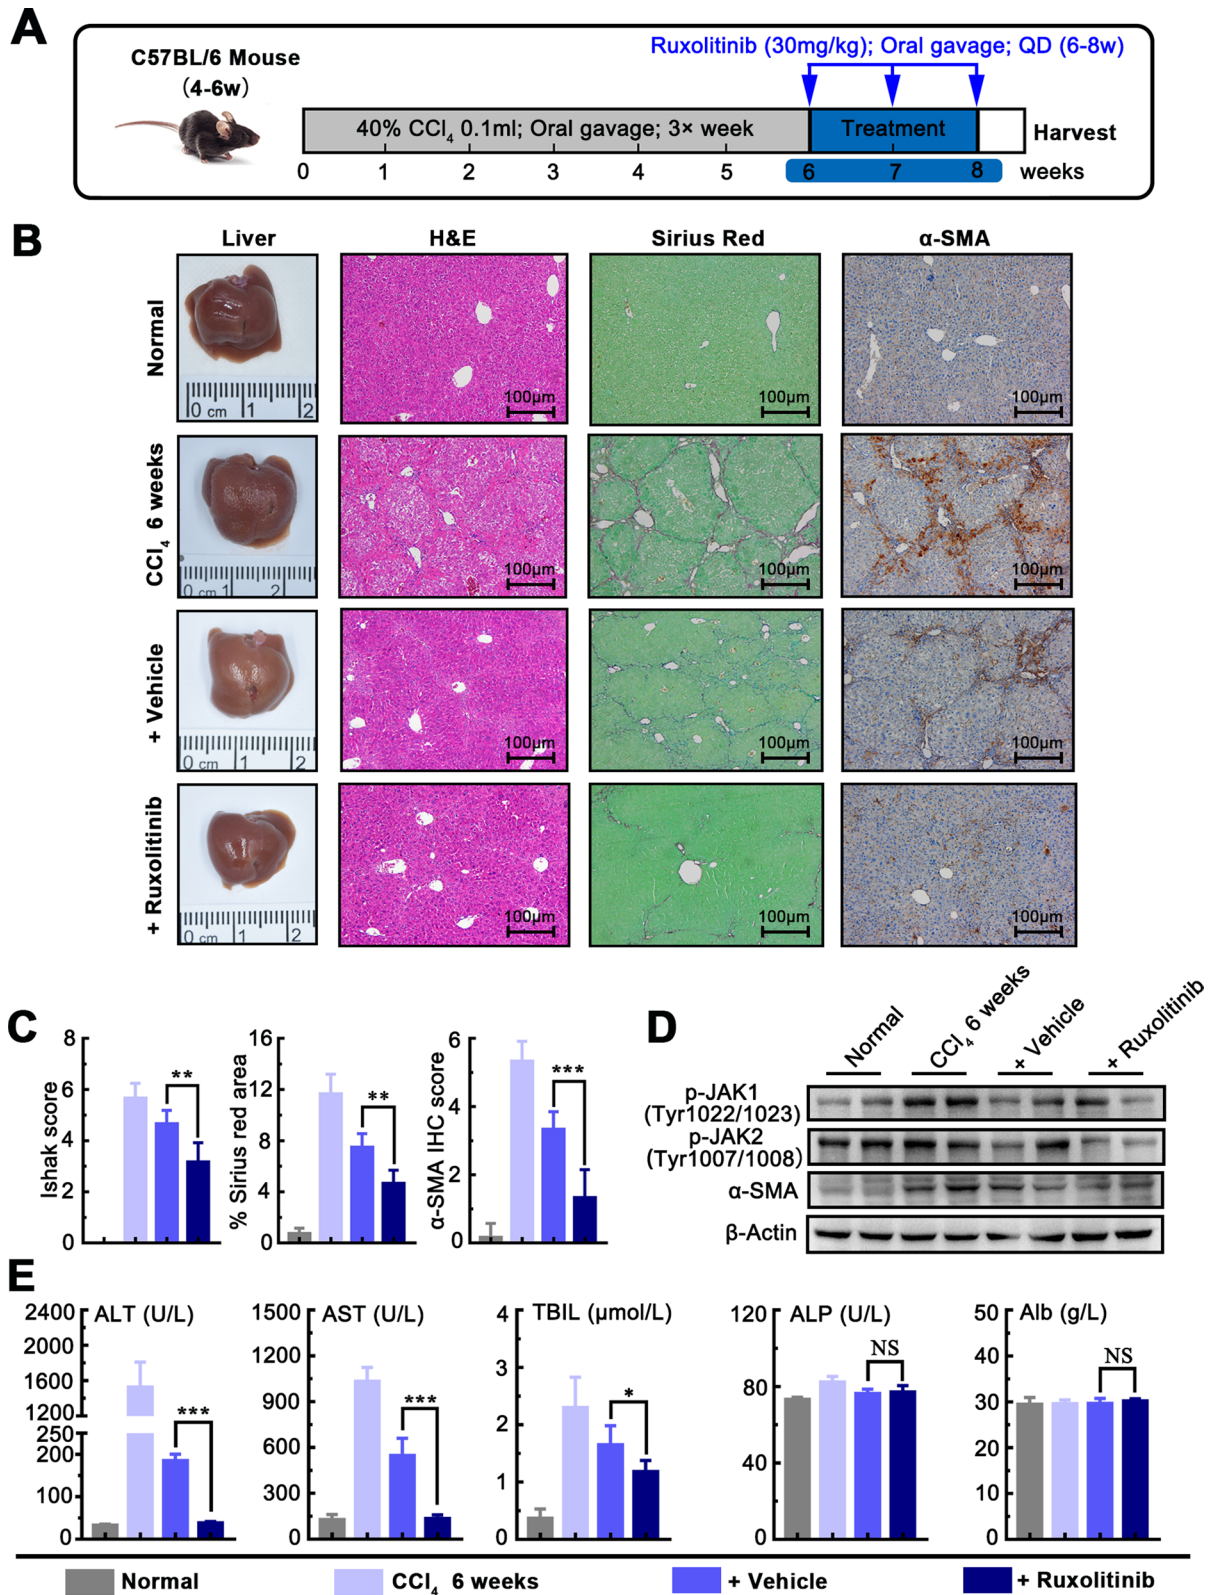 A
C57BL/6 Mouse
(4-6w)
Ruxolitinib (30mg/kg); Oral gavage; QD (6-8w)
40% CCl₄ 0.1ml; Oral gavage; 3× week
Treatment
Harvest
0 1 2 3 4 5 6 7 8 weeks
B
Liver H&E Sirius Red α-SMA
Normal
0 cm 1 2
100μm 100μm 100μm
CCl₄ 6 weeks
0 cm 1 2
100μm 100μm 100μm
+ Vehicle
0 cm 1 2
100μm 100μm 100μm
+ Ruxolitinib
0 cm 1 2
100μm 100μm 100μm
C
Ishak score
8
6
4
2
0
**
% Sirius red area
16
12
8
4
0
**
α-SMA IHC score
6
4
2
0
***
D
Normal CCl₄ 6 weeks + Vehicle + Ruxolitinib
p-JAK1
(Tyr1022/1023)
p-JAK2
(Tyr1007/1008)
α-SMA
β-Actin
E
ALT (U/L)
2400
2000
1600
1200
250
200
100
0
***
AST (U/L)
1500
1200
900
600
300
0
***
TBIL (μmol/L)
4
3
2
1
0
*
ALP (U/L)
120
80
40
0
NS
Alb (g/L)
50
40
30
20
10
0
NS
Normal CCl₄ 6 weeks + Vehicle + Ruxolitinib